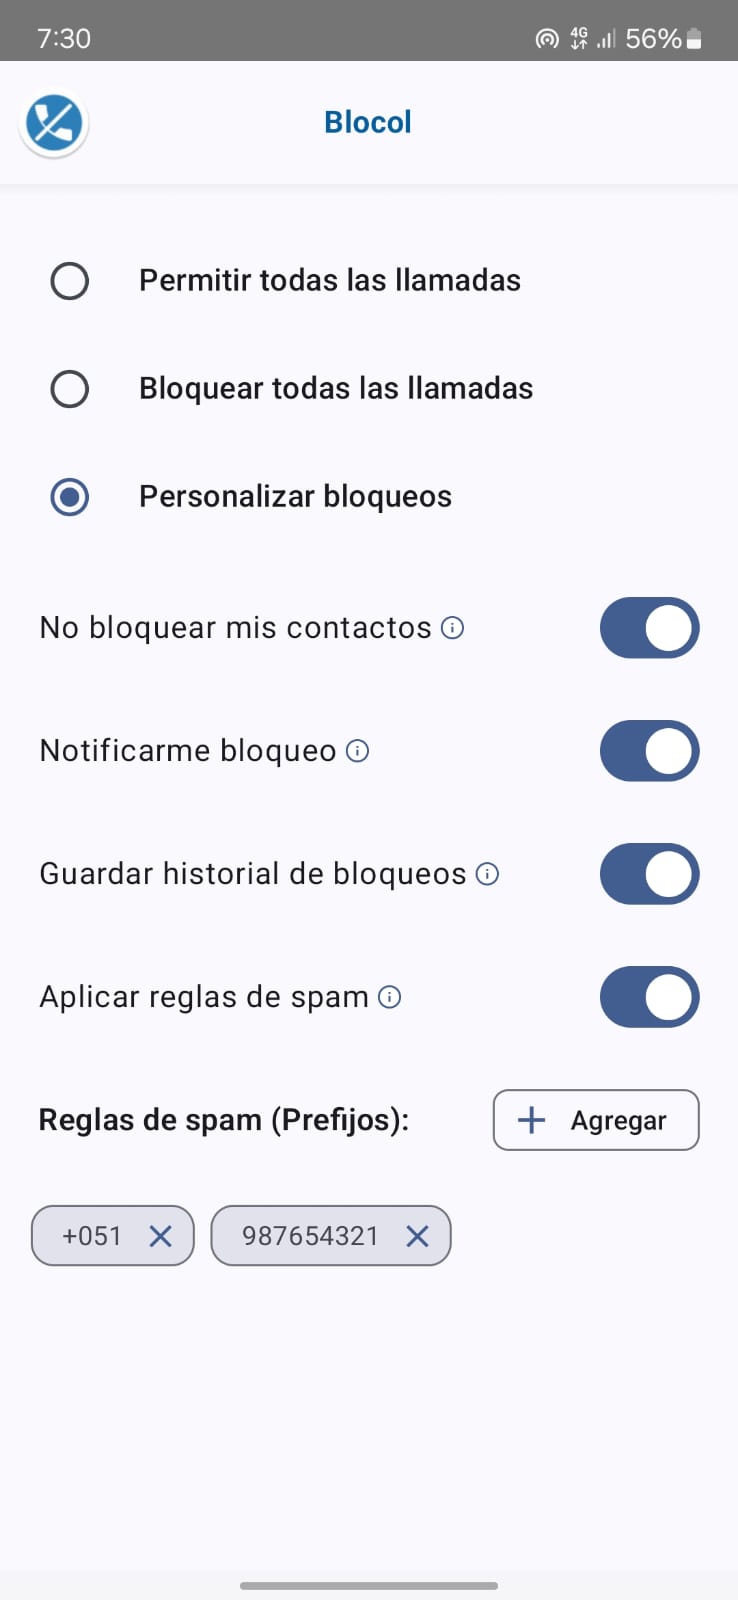 7:30 4G 56%
Blocol
Permitir todas las llamadas
Bloquear todas las llamadas
Personalizar bloqueos
No bloquear mis contactos
Notificarme bloqueo
Guardar historial de bloqueos
Aplicar reglas de spam
Reglas de spam (Prefijos): Agregar
+051 987654321